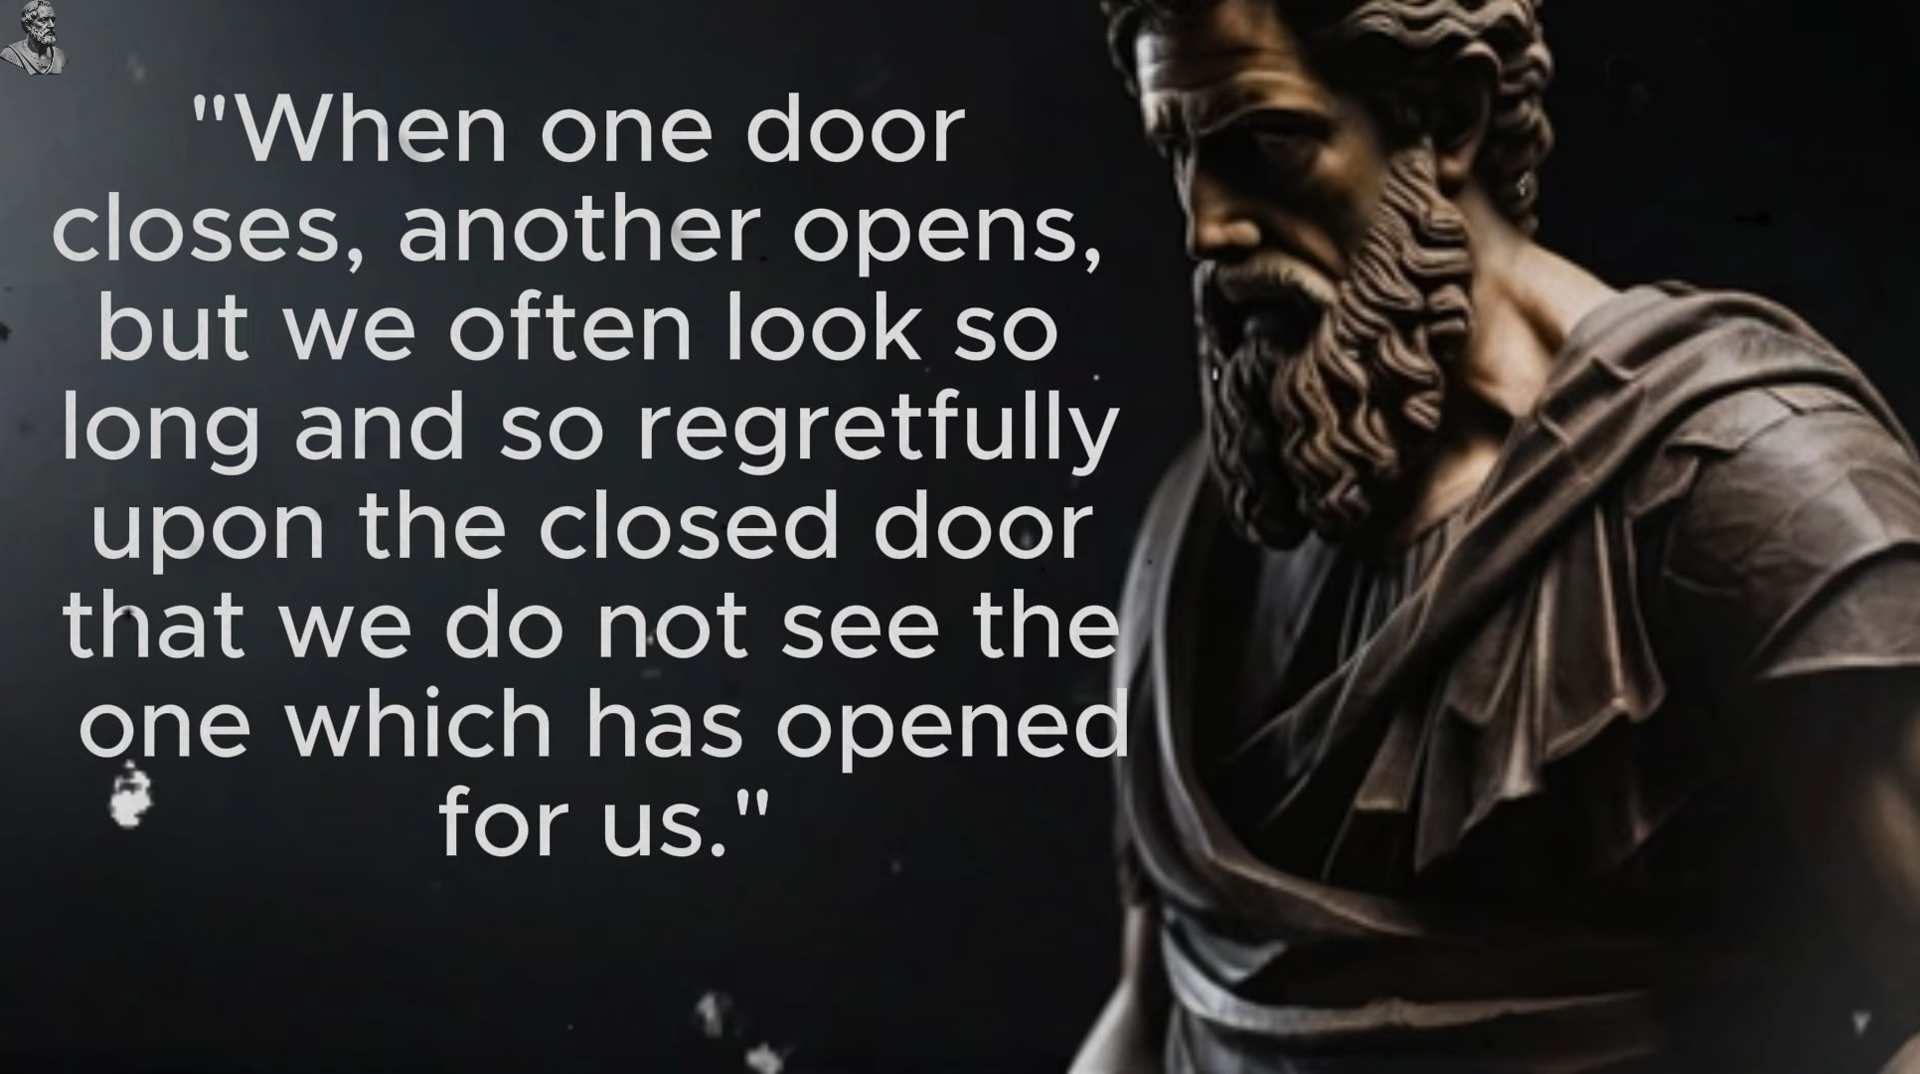 "When one door
closes, another opens,
but we often look so
long and so regretfully
upon the closed door
that we do not see the
one which has opened
for us."